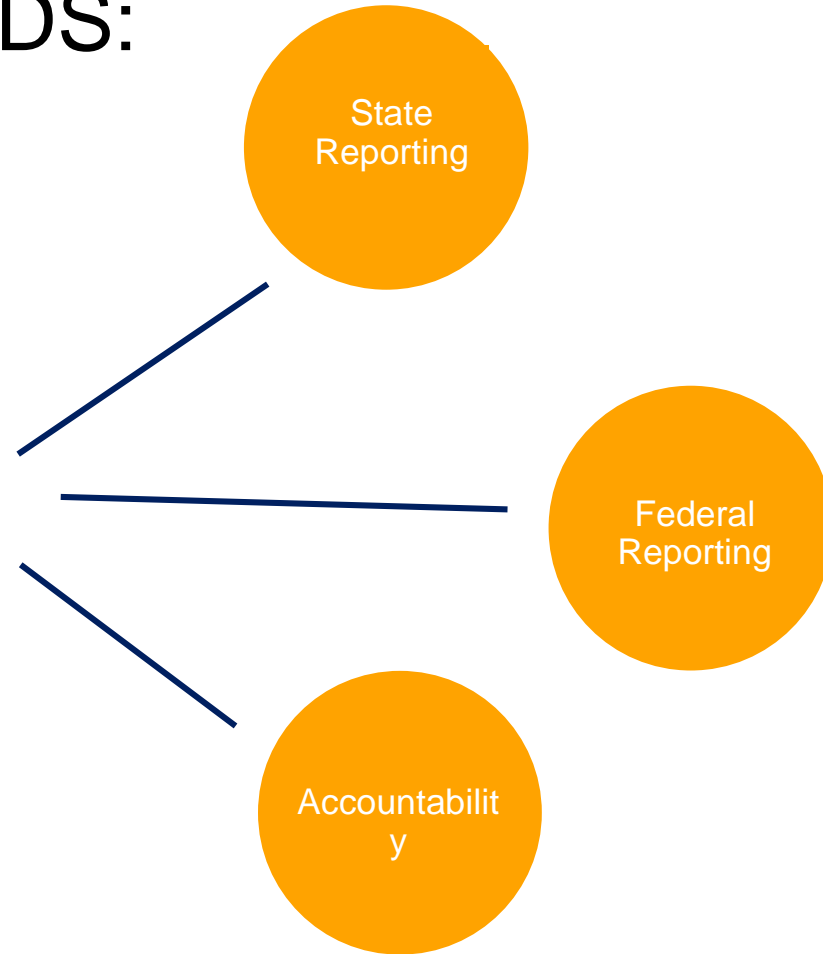 DS:
State
Reporting
Federal
Reporting
Accountabilit
y